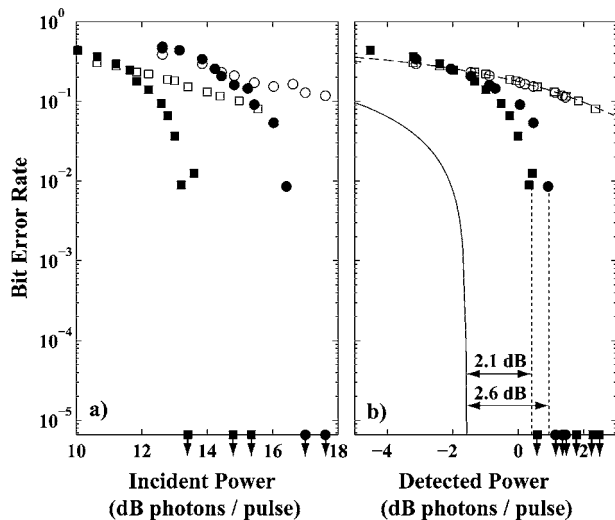 Bit Error Rate
10^0
10^-1
10^-2
10^-3
10^-4
10^-5
a)
10 12 14 16 18
Incident Power
(dB photons / pulse)
b)
2.1 dB
2.6 dB
−4 −2 0 2
Detected Power
(dB photons / pulse)